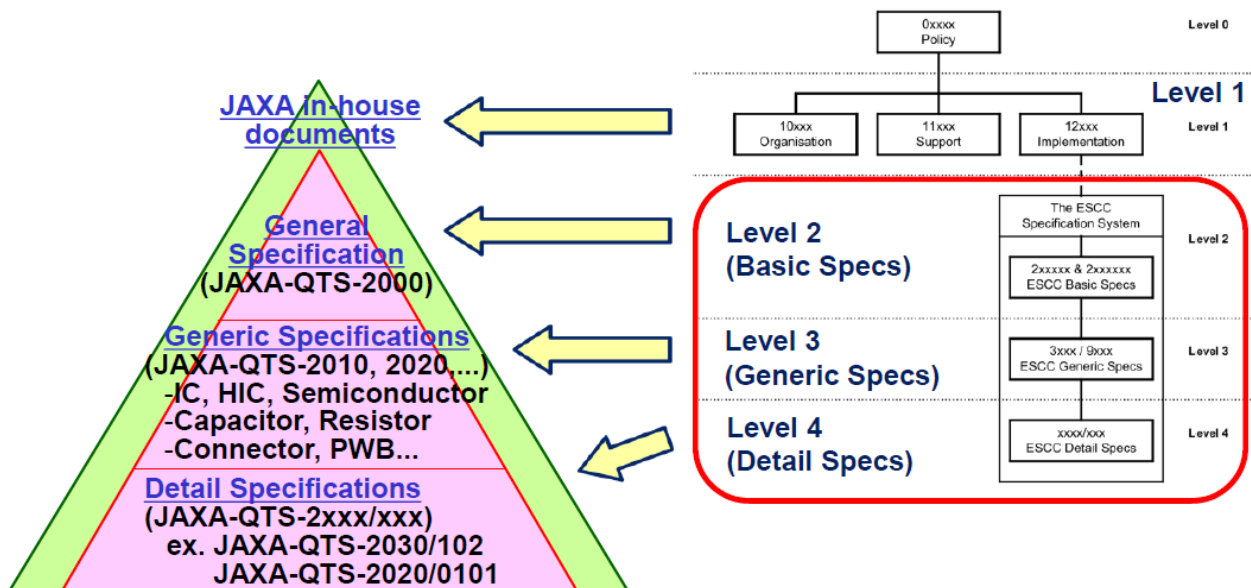 JAXA in-house
documents
General
Specification
(JAXA-QTS-2000)
Generic Specifications
(JAXA-QTS-2010, 2020,...)
-IC, HIC, Semiconductor
-Capacitor, Resistor
-Connector, PWB...
Detail Specifications
(JAXA-QTS-2xxx/xxx)
ex. JAXA-QTS-2030/102
JAXA-QTS-2020/0101
0xxxx
Policy
Level 0
Level 1
10xxx
Organisation
11xxx
Support
12xxx
Implementation
Level 1
Level 2
(Basic Specs)
The ESCC
Specification System
Level 2
2xxxxx & 2xxxxxx
ESCC Basic Specs
Level 3
(Generic Specs)
3xxx / 9xxx
ESCC Generic Specs
Level 3
Level 4
(Detail Specs)
xxxx/xxx
ESCC Detail Specs
Level 4